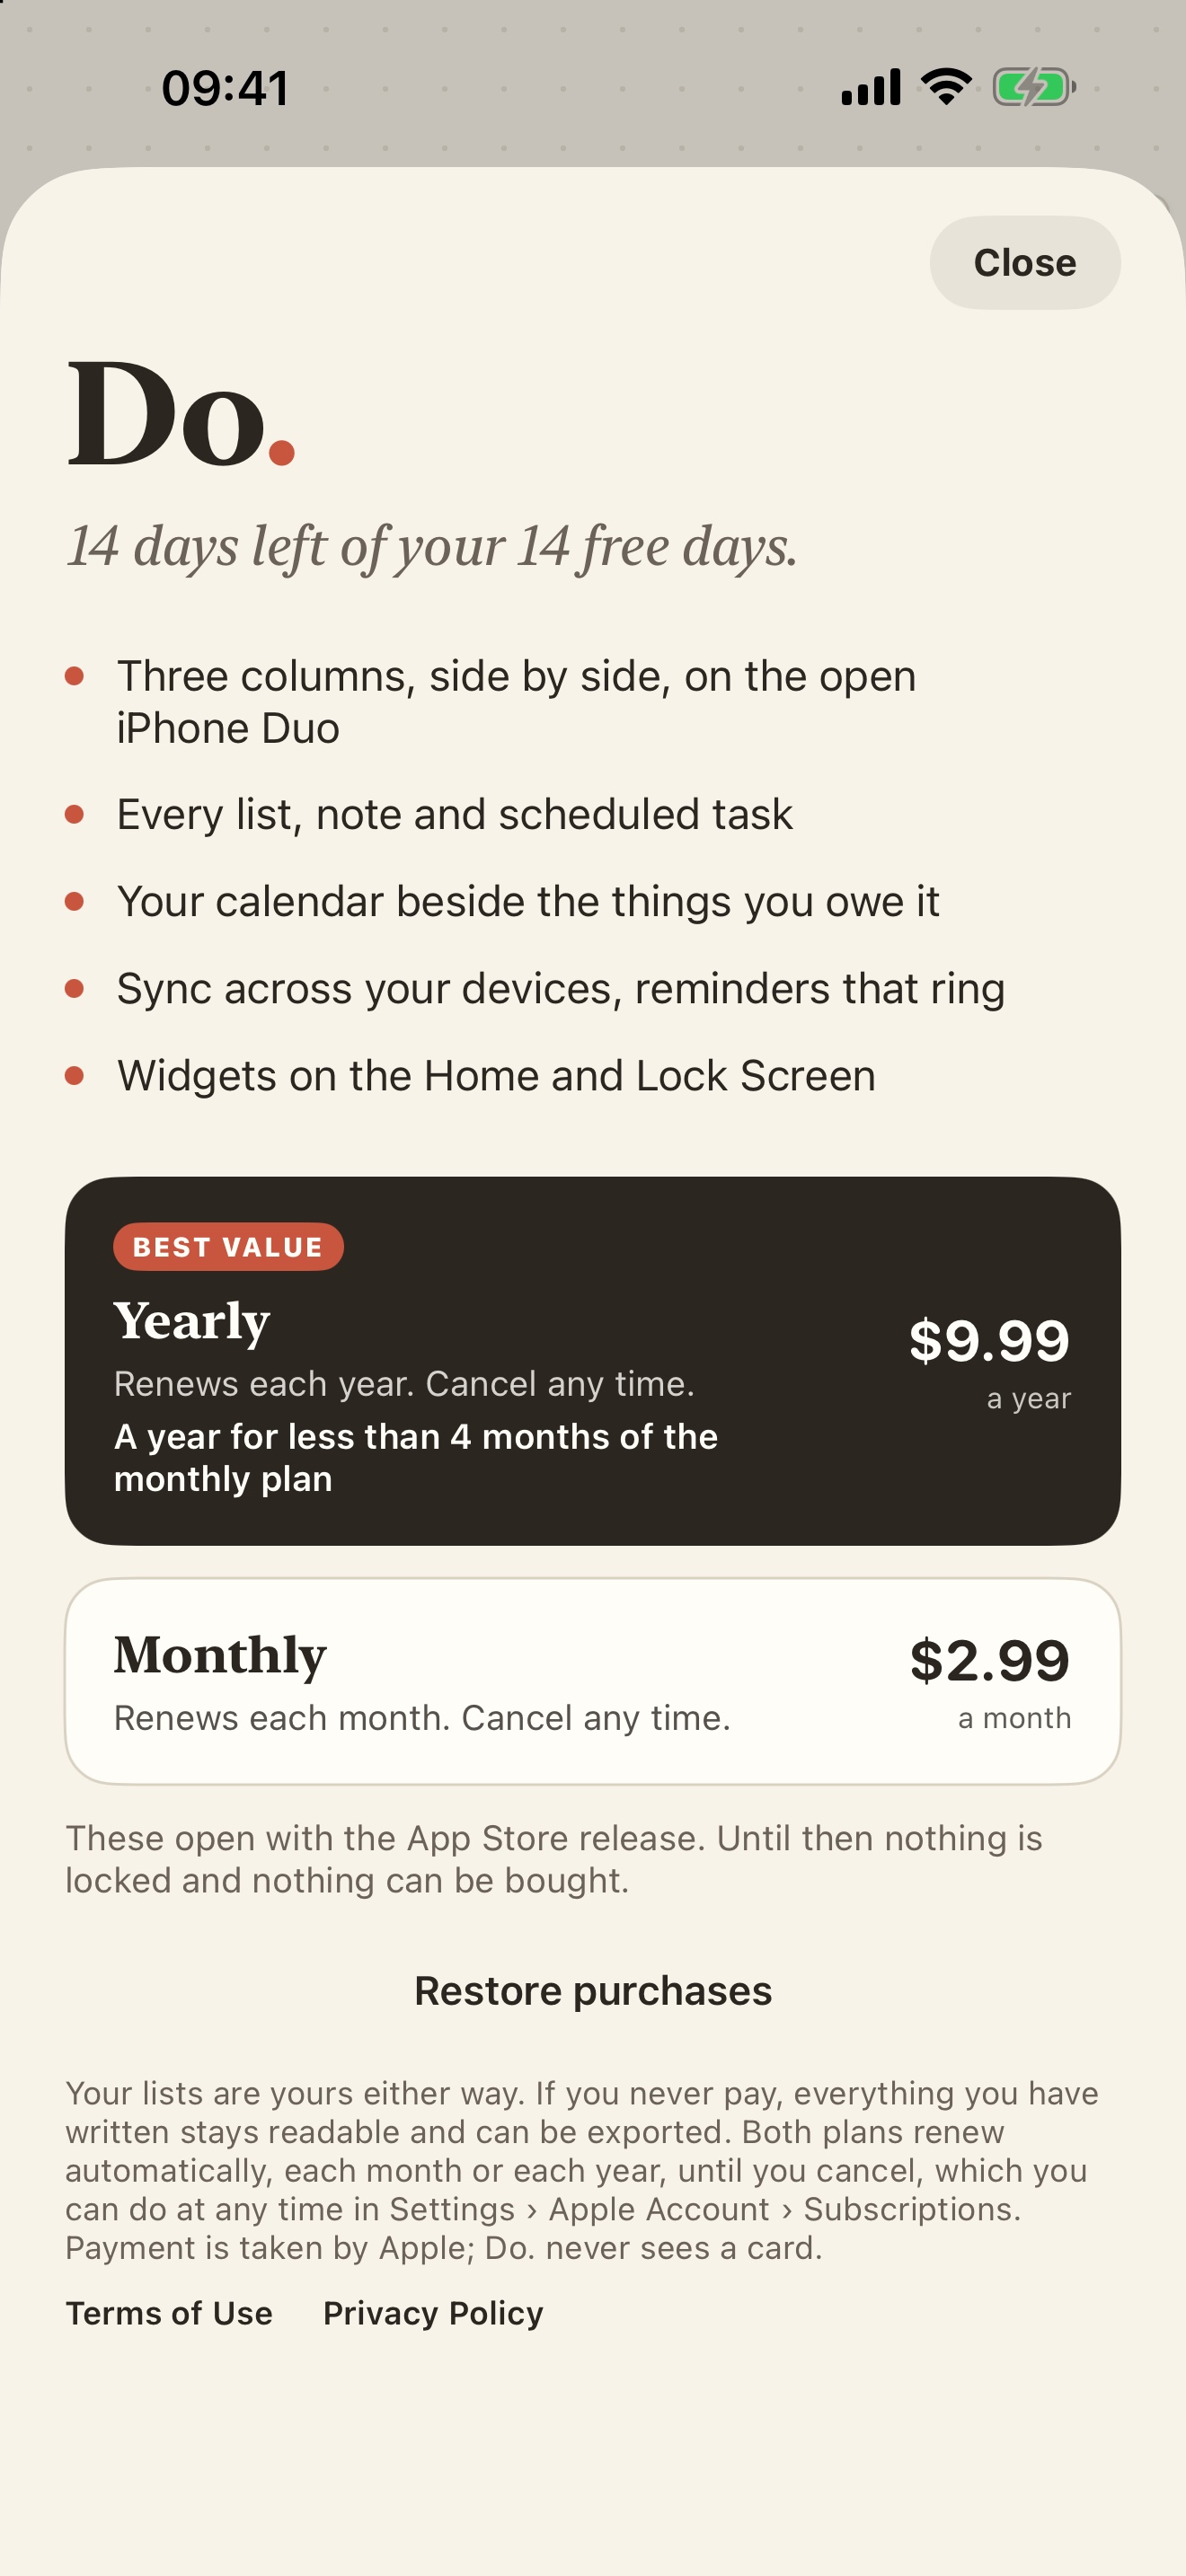 09:41
Close
Do.
14 days left of your 14 free days.
Three columns, side by side, on the open
iPhone Duo
Every list, note and scheduled task
Your calendar beside the things you owe it
Sync across your devices, reminders that ring
Widgets on the Home and Lock Screen
BEST VALUE
Yearly
$9.99
Renews each year. Cancel any time.
a year
A year for less than 4 months of the
monthly plan
Monthly
$2.99
Renews each month. Cancel any time.
a month
These open with the App Store release. Until then nothing is
locked and nothing can be bought.
Restore purchases
Your lists are yours either way. If you never pay, everything you have
written stays readable and can be exported. Both plans renew
automatically, each month or each year, until you cancel, which you
can do at any time in Settings › Apple Account › Subscriptions.
Payment is taken by Apple; Do. never sees a card.
Terms of Use Privacy Policy